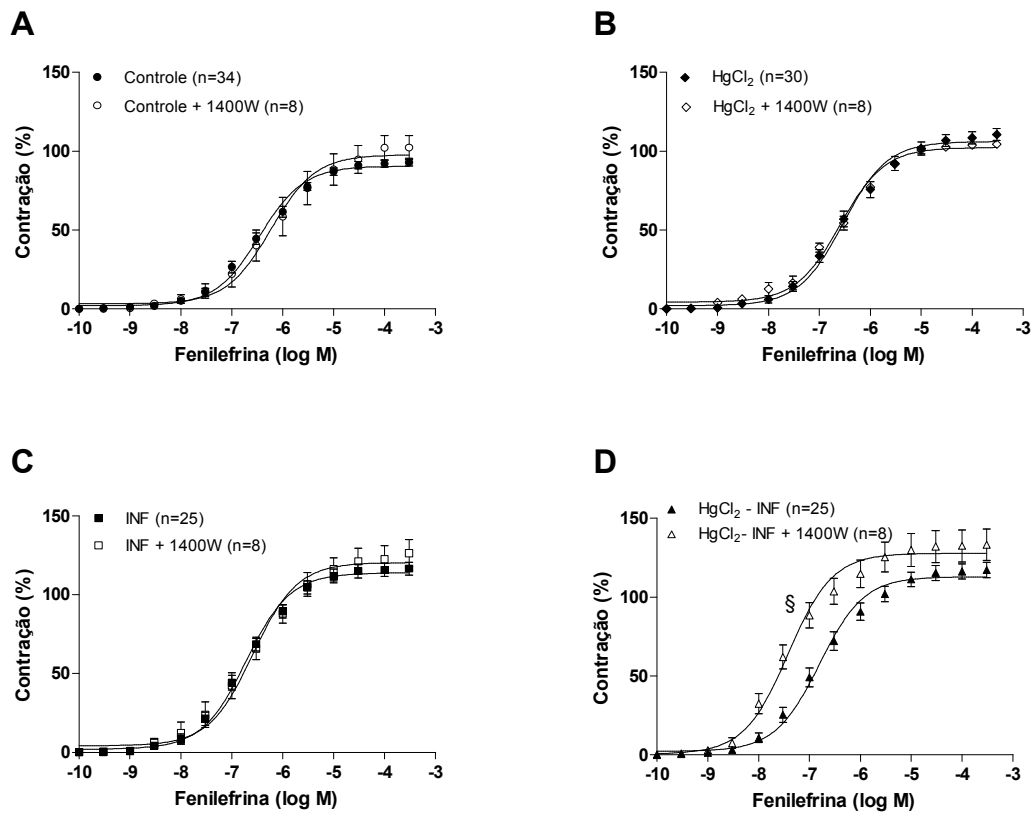 A
Controle (n=34)
Controle + 1400W (n=8)
150
100
50
0
Contração (%)
-10 -9 -8 -7 -6 -5 -4 -3
Fenilefrina (log M)
B
HgCl₂ (n=30)
HgCl₂ + 1400W (n=8)
150
100
50
0
Contração (%)
-10 -9 -8 -7 -6 -5 -4 -3
Fenilefrina (log M)
C
INF (n=25)
INF + 1400W (n=8)
150
100
50
0
Contração (%)
-10 -9 -8 -7 -6 -5 -4 -3
Fenilefrina (log M)
D
HgCl₂ - INF (n=25)
HgCl₂- INF + 1400W (n=8)
150
100
50
0
§
Contração (%)
-10 -9 -8 -7 -6 -5 -4 -3
Fenilefrina (log M)